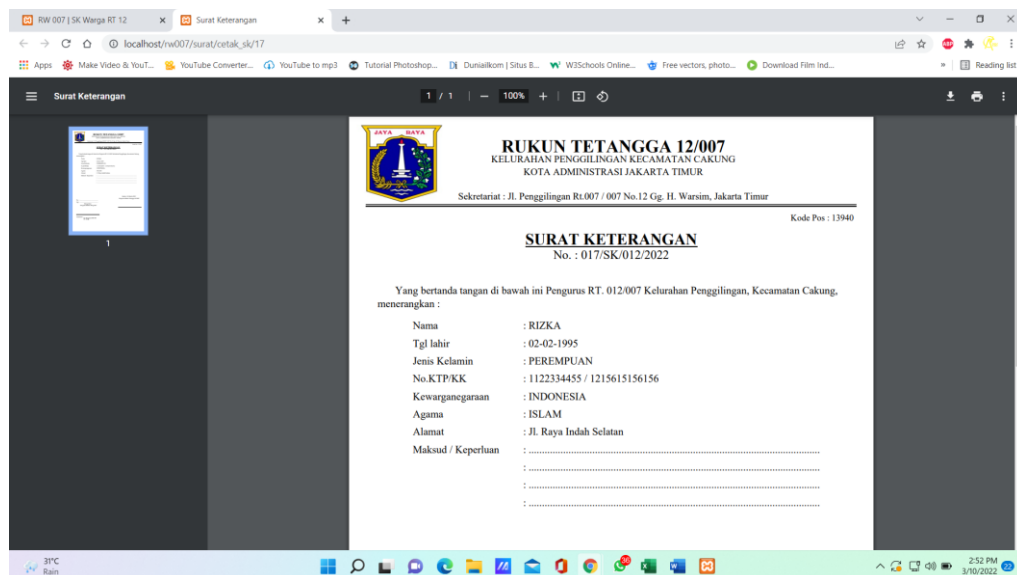 RW 007 | SK Warga RT 12
Surat Keterangan
localhost/rw007/surat/cetak_sk/17
Apps
Make Video & YouT...
YouTube Converter...
YouTube to mp3
Tutorial Photoshop...
Duniailkom | Situs B...
W3Schools Online...
Free vectors, photo...
Download Film Ind...
»
Reading list
Surat Keterangan
1 / 1
100%
JAYA RAYA
RUKUN TETANGGA 12/007
KELURAHAN PENGGILINGAN KECAMATAN CAKUNG
KOTA ADMINISTRASI JAKARTA TIMUR
Sekretariat : Jl. Penggilingan Rt.007 / 007 No.12 Gg. H. Warsim, Jakarta Timur
Kode Pos : 13940
SURAT KETERANGAN
No. : 017/SK/012/2022
Yang bertanda tangan di bawah ini Pengurus RT. 012/007 Kelurahan Penggilingan, Kecamatan Cakung,
menerangkan :
Nama : RIZKA
Tgl lahir : 02-02-1995
Jenis Kelamin : PEREMPUAN
No.KTP/KK : 1122334455 / 1215615156156
Kewarganegaraan : INDONESIA
Agama : ISLAM
Alamat : Jl. Raya Indah Selatan
Maksud / Keperluan : ........................................................................................
: ........................................................................................
: ........................................................................................
: ........................................................................................
1
31°C
Rain
2:52 PM
3/10/2022
22